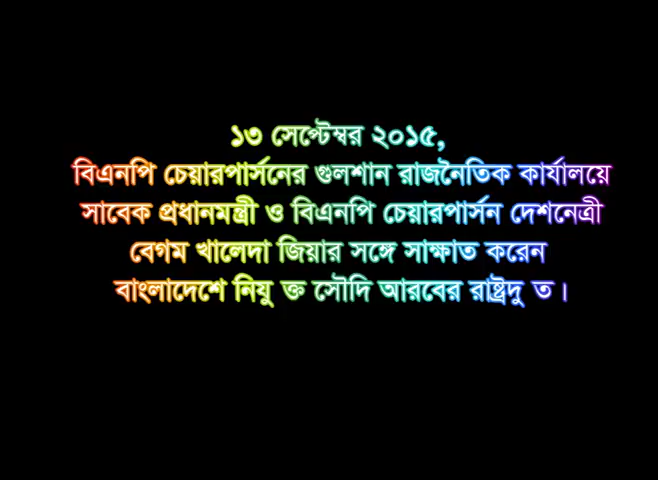 ১৩ সেপ্টেম্বর ২০১৫,
বিএনপি চেয়ারপার্সনের গুলশান রাজনৈতিক কার্যালয়ে
সাবেক প্রধানমন্ত্রী ও বিএনপি চেয়ারপার্সন দেশনেত্রী
বেগম খালেদা জিয়ার সঙ্গে সাক্ষাত করেন
বাংলাদেশে নিযু ক্ত সৌদি আরবের রাষ্ট্রদু ত।